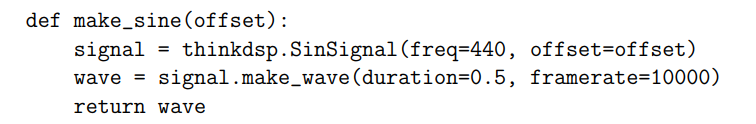 def make_sine(offset):
    signal = thinkdsp.SinSignal(freq=440, offset=offset)
    wave = signal.make_wave(duration=0.5, framerate=10000)
    return wave